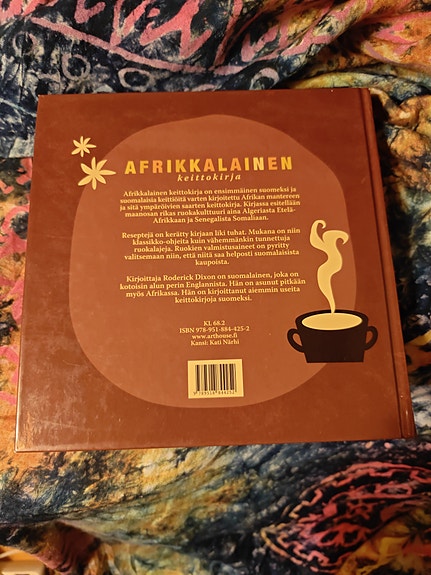 AFRIKKALAINEN
keittokirja
Afrikkalainen keittokirja on ensimmäinen suomeksi ja
suomalaisia keittiöitä varten kirjoitettu Afrikan mantereen
ja sitä ympäröivien saarten keittokirja. Kirjassa esitellään
maanosan rikas ruokakulttuuri aina Algeriasta Etelä-
Afrikkaan ja Senegalista Somaliaan.
Reseptejä on kerätty kirjaan liki tuhat. Mukana on niin
klassikko-ohjeita kuin vähemmänkin tunnettuja
ruokalajeja. Ruokien valmistusaineet on pyritty
valitsemaan niin, että niitä saa helposti suomalaisista
kaupoista.
Kirjoittaja Roderick Dixon on suomalainen, joka on
kotoisin alun perin Englannista. Hän on asunut pitkään
myös Afrikassa. Hän on kirjoittanut aiemmin useita
keittokirjoja suomeksi.
KL 68.2
ISBN 978-951-884-425-2
www.arthouse.fi
Kansi: Kati Närhi
9 789518 844252